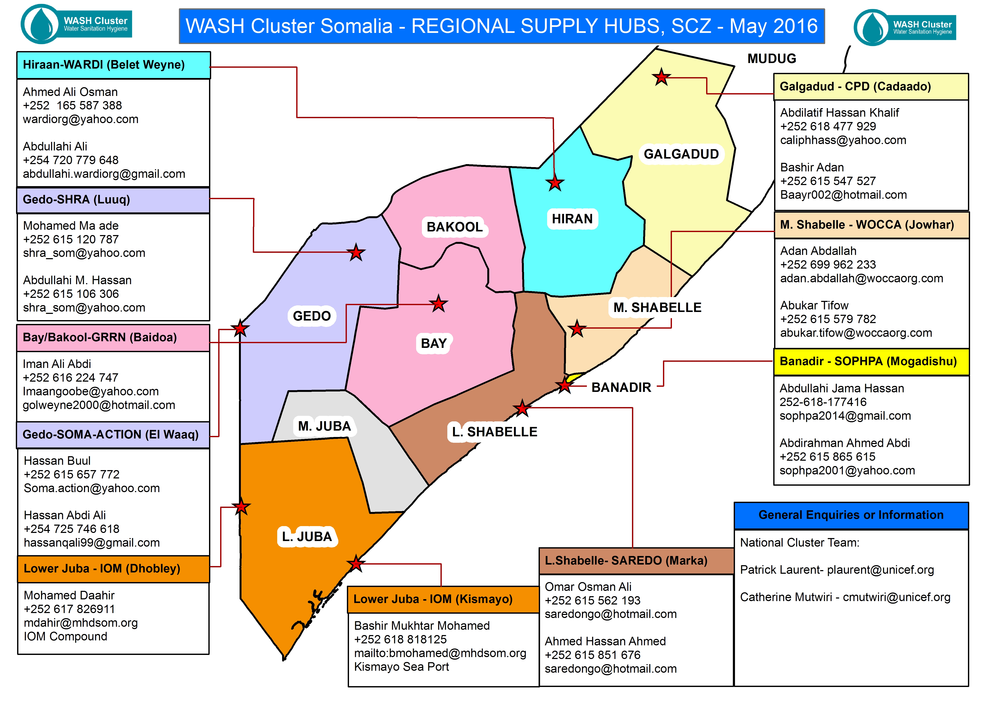 WASH Cluster
Water Sanitation Hygiene
WASH Cluster Somalia - REGIONAL SUPPLY HUBS, SCZ - May 2016
WASH Cluster
Water Sanitation Hygiene
Hiraan-WARDI (Belet Weyne)
Ahmed Ali Osman
+252  165 587 388
wardiorg@yahoo.com
Abdullahi Ali
+254 720 779 648
abdullahi.wardiorg@gmail.com
Gedo-SHRA (Luuq)
Mohamed Ma ade
+252 615 120 787
shra_som@yahoo.com
Abdullahi M. Hassan
+252 615 106 306
shra_som@yahoo.com
Bay/Bakool-GRRN (Baidoa)
Iman Ali Abdi
+252 616 224 747
Imaangoobe@yahoo.com
golweyne2000@hotmail.com
Gedo-SOMA-ACTION (El Waaq)
Hassan Buul
+252 615 657 772
Soma.action@yahoo.com
Hassan Abdi Ali
+254 725 746 618
hassanqali99@gmail.com
Lower Juba - IOM (Dhobley)
Mohamed Daahir
+252 617 826911
mdahir@mhdsom.org
IOM Compound
MUDUG
GALGADUD
HIRAN
BAKOOL
M. SHABELLE
GEDO
BAY
BANADIR
M. JUBA
L. SHABELLE
L. JUBA
Galgadud - CPD (Cadaado)
Abdilatif Hassan Khalif
+252 618 477 929
caliphhass@yahoo.com
Bashir Adan
+252 615 547 527
Baayr002@hotmail.com
M. Shabelle - WOCCA (Jowhar)
Adan Abdallah
+252 699 962 233
adan.abdallah@woccaorg.com
Abukar Tifow
+252 615 579 782
abukar.tifow@woccaorg.com
Banadir - SOPHPA (Mogadishu)
Abdullahi Jama Hassan
252-618-177416
sophpa2014@gmail.com
Abdirahman Ahmed Abdi
+252 615 865 615
sophpa2001@yahoo.com
Lower Juba - IOM (Kismayo)
Bashir Mukhtar Mohamed
+252 618 818125
mailto:bmohamed@mhdsom.org
Kismayo Sea Port
L.Shabelle- SAREDO (Marka)
Omar Osman Ali
+252 615 562 193
saredongo@hotmail.com
Ahmed Hassan Ahmed
+252 615 851 676
saredongo@hotmail.com
General Enquiries or Information
National Cluster Team:
Patrick Laurent- plaurent@unicef.org
Catherine Mutwiri - cmutwiri@unicef.org